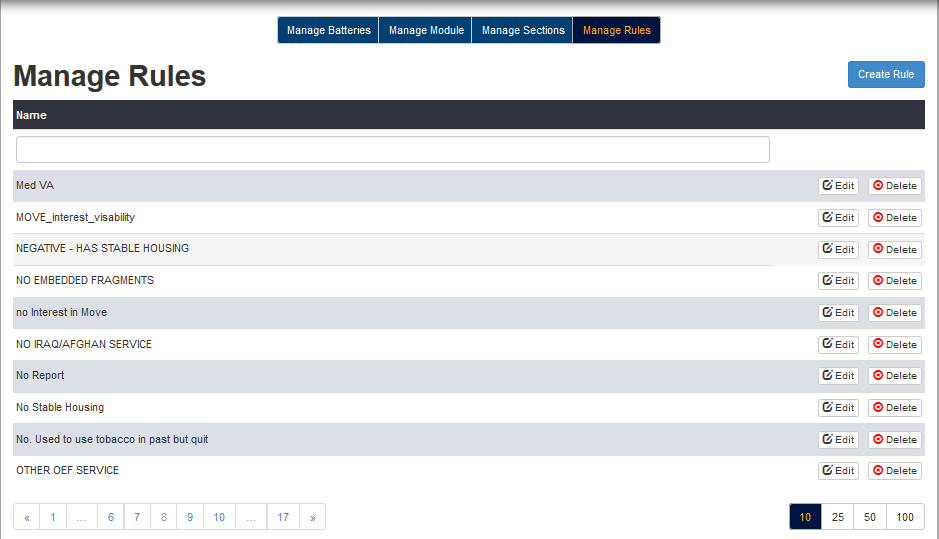 Manage Batteries Manage Module Manage Sections Manage Rules
Manage Rules Create Rule
Name
Med VA Edit Delete
MOVE_interest_visability Edit Delete
NEGATIVE - HAS STABLE HOUSING Edit Delete
NO EMBEDDED FRAGMENTS Edit Delete
no Interest in Move Edit Delete
NO IRAQ/AFGHAN SERVICE Edit Delete
No Report Edit Delete
No Stable Housing Edit Delete
No. Used to use tobacco in past but quit Edit Delete
OTHER OEF SERVICE Edit Delete
« 1 ... 6 7 8 9 10 ... 17 » 10 25 50 100